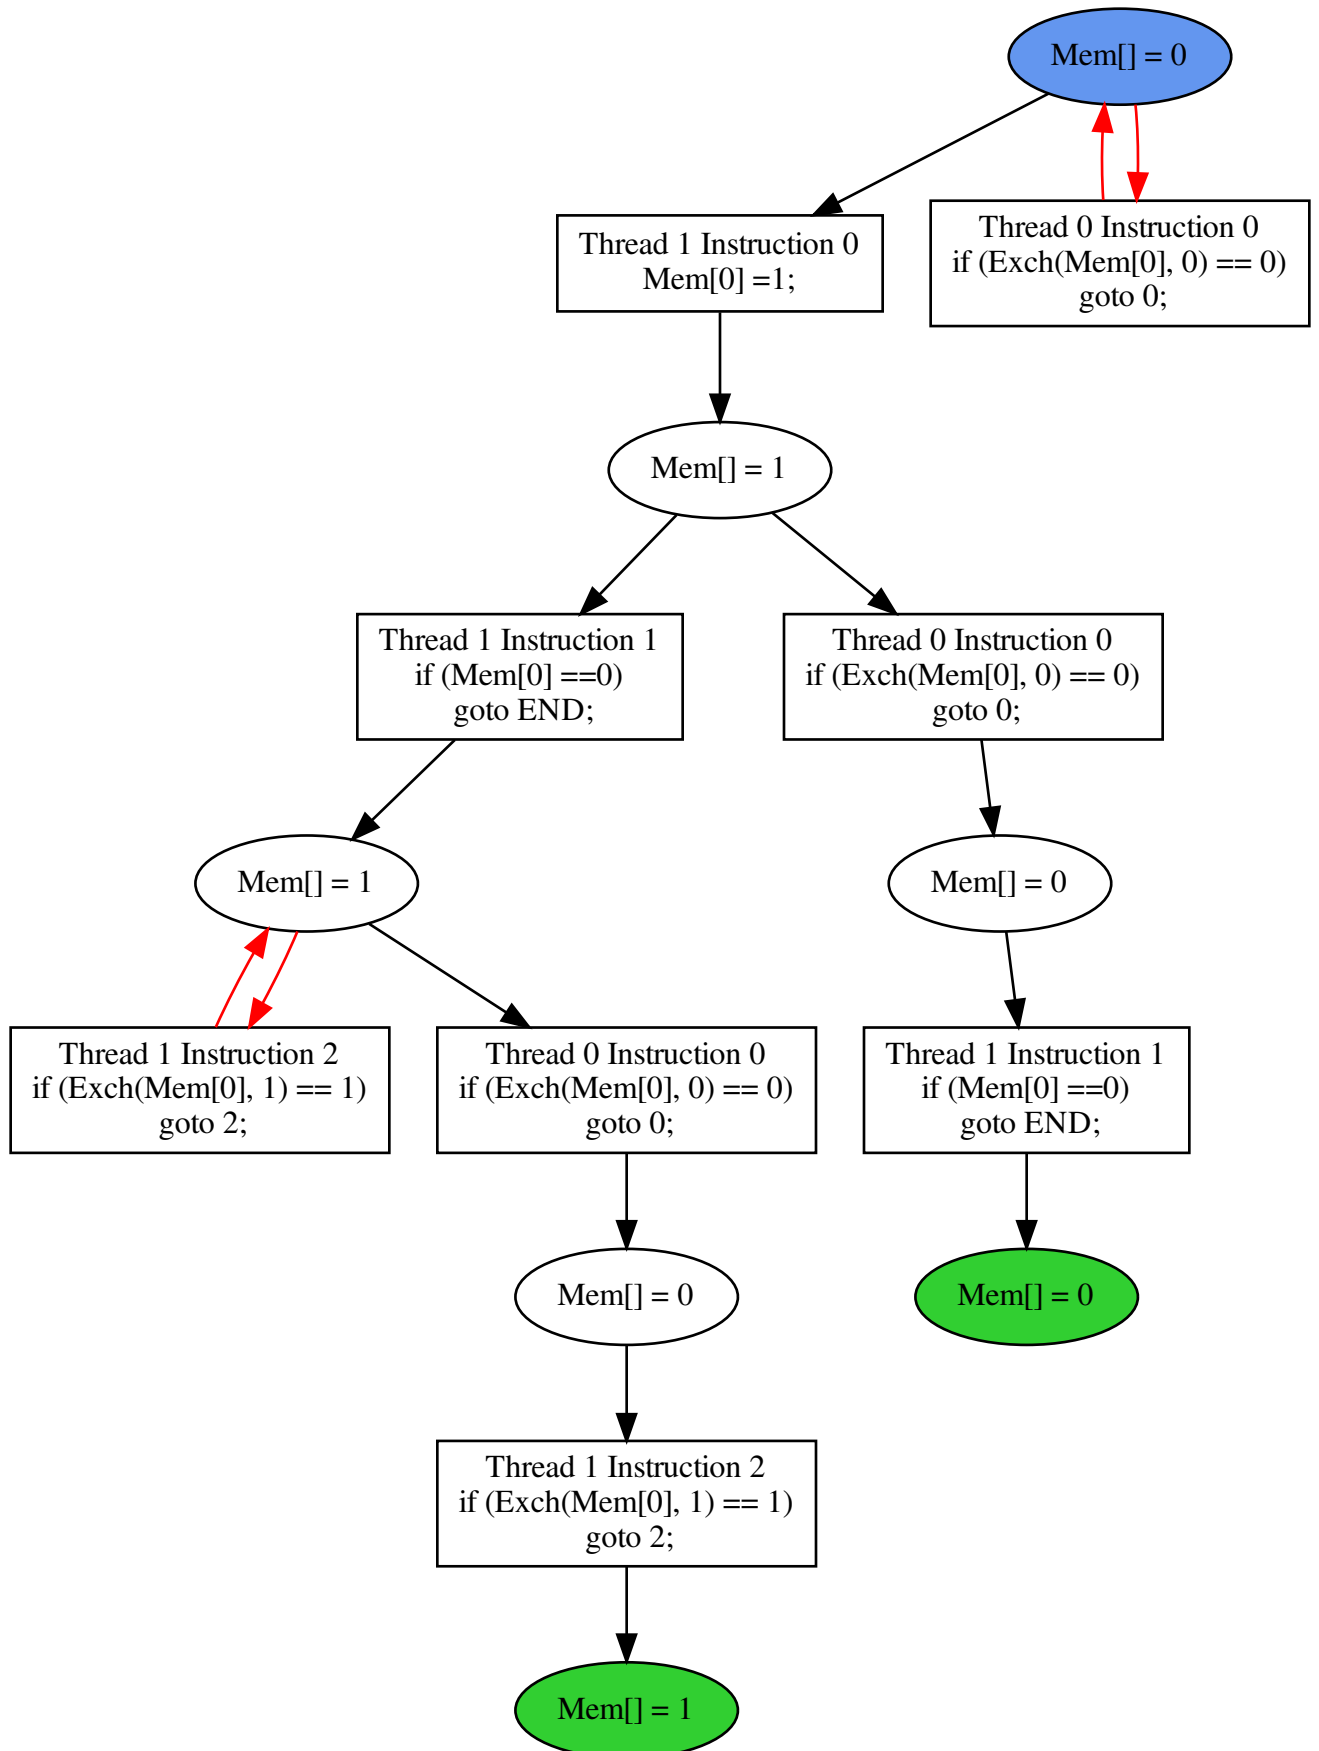 Mem[] = 0
Thread 1 Instruction 0
Mem[0] =1;
Thread 0 Instruction 0
if (Exch(Mem[0], 0) == 0)
goto 0;
Mem[] = 1
Thread 1 Instruction 1
if (Mem[0] ==0)
goto END;
Thread 0 Instruction 0
if (Exch(Mem[0], 0) == 0)
goto 0;
Mem[] = 1
Mem[] = 0
Thread 1 Instruction 2
if (Exch(Mem[0], 1) == 1)
goto 2;
Thread 0 Instruction 0
if (Exch(Mem[0], 0) == 0)
goto 0;
Thread 1 Instruction 1
if (Mem[0] ==0)
goto END;
Mem[] = 0
Mem[] = 0
Thread 1 Instruction 2
if (Exch(Mem[0], 1) == 1)
goto 2;
Mem[] = 1